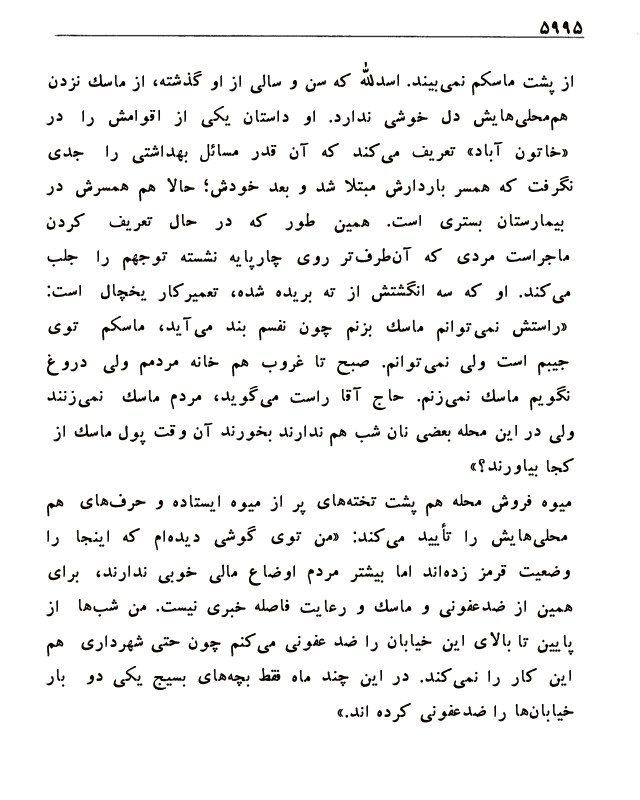 ۵۹۹۵
از پشت ماسکم نمی‌بیند. اسدالله که سن و سالی از او گذشته، از ماسك نزدن
هم‌محلی‌هایش دل خوشی ندارد. او داستان یکی از اقوامش را در
«خاتون آباد» تعریف می‌کند که آن قدر مسائل بهداشتی را جدی
نگرفت که همسر باردارش مبتلا شد و بعد خودش؛ حالا هم همسرش در
بیمارستان بستری است. همین طور که در حال تعریف کردن
ماجراست مردی که آن‌طرف‌تر روی چارپایه نشسته توجهم را جلب
می‌کند. او که سه انگشتش از ته بریده شده، تعمیرکار یخچال است:
«راستش نمی‌توانم ماسك بزنم چون نفسم بند می‌آید، ماسکم توی
جیبم است ولی نمی‌توانم. صبح تا غروب هم خانه مردمم ولی دروغ
نگویم ماسك نمی‌زنم. حاج آقا راست می‌گوید، مردم ماسك نمی‌زنند
ولی در این محله بعضی نان شب هم ندارند بخورند آن وقت پول ماسك از
کجا بیاورند؟»
میوه فروش محله هم پشت تخته‌های پر از میوه ایستاده و حرف‌های هم
محلی‌هایش را تأیید می‌کند: «من توی گوشی دیده‌ام که اینجا را
وضعیت قرمز زده‌اند اما بیشتر مردم اوضاع مالی خوبی ندارند، برای
همین از ضدعفونی و ماسك و رعایت فاصله خبری نیست. من شب‌ها از
پایین تا بالای این خیابان را ضد عفونی می‌کنم چون حتی شهرداری هم
این کار را نمی‌کند. در این چند ماه فقط بچه‌های بسیج یکی دو بار
خیابان‌ها را ضدعفونی کرده اند.»